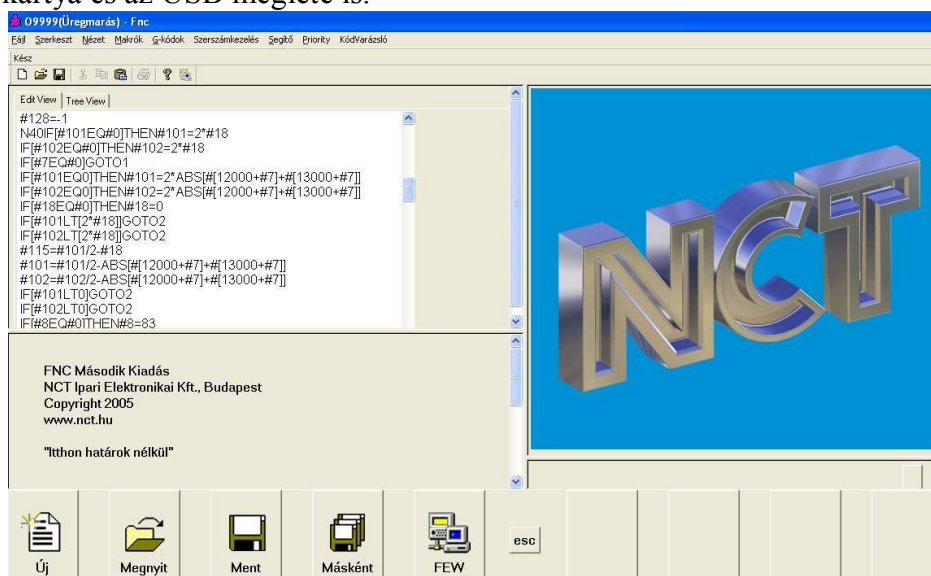 kártya és az USB megléte is.
O9999(Üregmarás) - Fnc
Fájl Szerkeszt Nézet Makrók G-kódok Szerszámkezelés Segítő Priority KódVarázsló
Kész
Edit View Tree View
#128=-1
N40IF[#101EQ#0]THEN#101=2*#18
IF[#102EQ#0]THEN#102=2*#18
IF[#7EQ#0]GOTO1
IF[#101EQ0]THEN#101=2*ABS[#[12000+#7]+#[13000+#7]]
IF[#102EQ0]THEN#102=2*ABS[#[12000+#7]+#[13000+#7]]
IF[#18EQ#0]THEN#18=0
IF[#101LT[2*#18]]GOTO2
IF[#102LT[2*#18]]GOTO2
#115=#101/2-#18
#101=#101/2-ABS[#[12000+#7]+#[13000+#7]]
#102=#102/2-ABS[#[12000+#7]+#[13000+#7]]
IF[#101LT0]GOTO2
IF[#102LT0]GOTO2
IF[#8EQ#0]THEN#8=83
NCT
FNC Második Kiadás
NCT Ipari Elektronikai Kft., Budapest
Copyright 2005
www.nct.hu
"Itthon határok nélkül"
Új Megnyit Ment Másként FEW esc